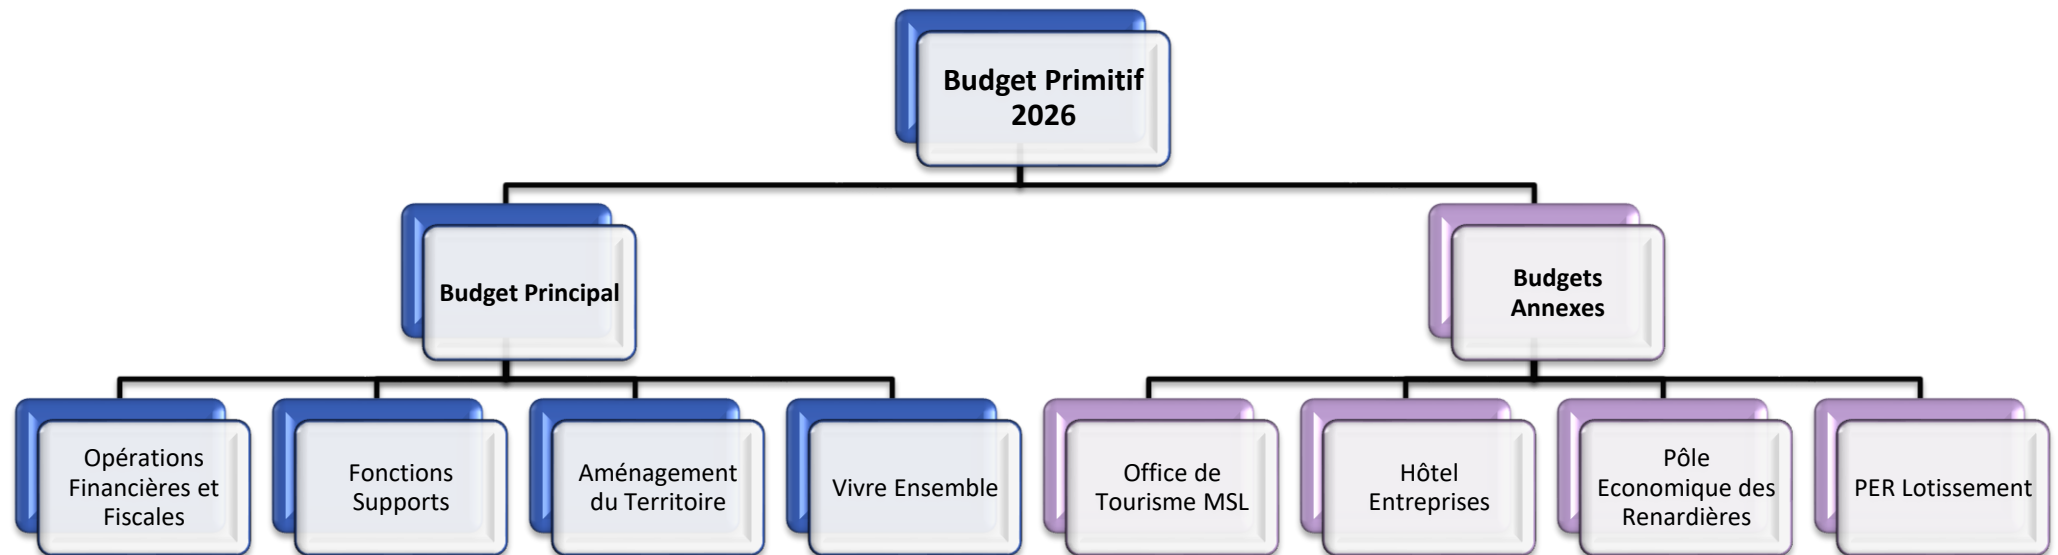 Budget Primitif
2026
Budget Principal
Budgets
Annexes
Opérations
Financières et
Fiscales
Fonctions
Supports
Aménagement
du Territoire
Vivre Ensemble
Office de
Tourisme MSL
Hôtel
Entreprises
Pôle
Economique des
Renardières
PER Lotissement